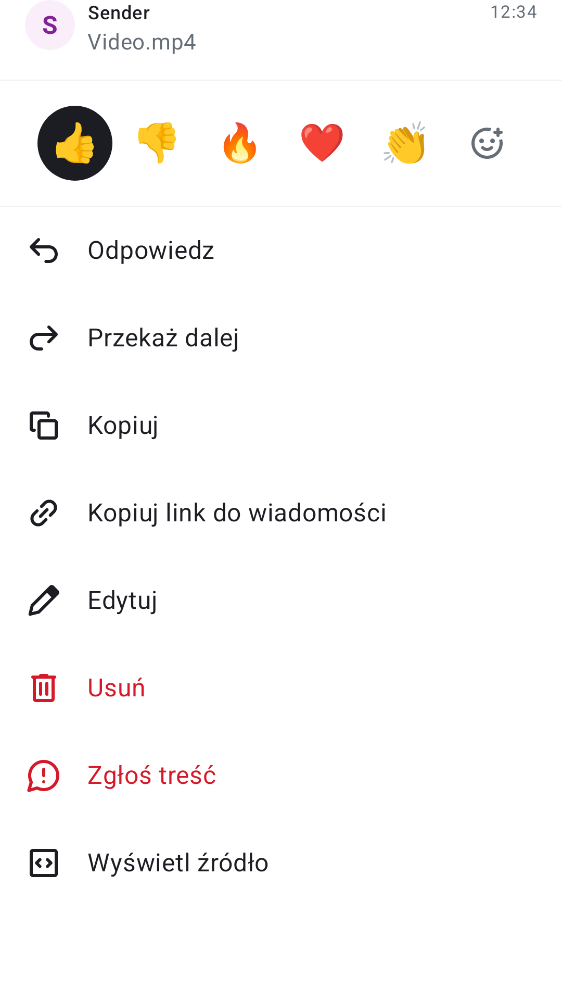 S
Sender
12:34
Video.mp4
Odpowiedz
Przekaż dalej
Kopiuj
Kopiuj link do wiadomości
Edytuj
Usuń
Zgłoś treść
Wyświetl źródło